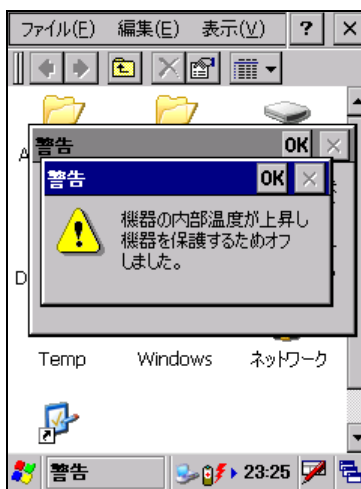 ファイル(F) 編集(E) 表示(V) ? ×
A
警告 OK ×
警告 OK ×
機器の内部温度が上昇し
機器を保護するためオフ
しました。
D
Temp Windows ネットワーク
警告 23:25